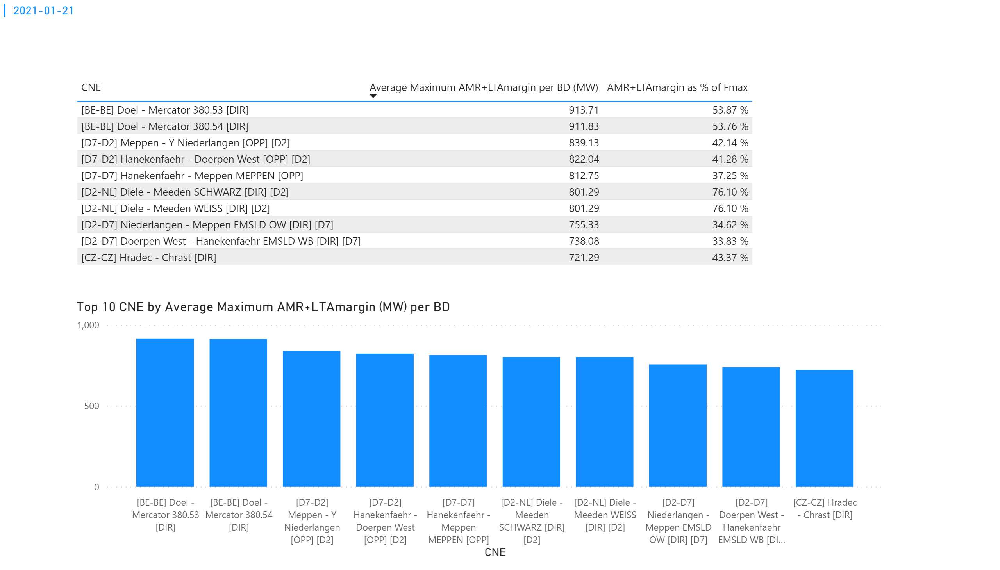 2021-01-21
CNE Average Maximum AMR+LTAmargin per BD (MW) AMR+LTAmargin as % of Fmax
[BE-BE] Doel - Mercator 380.53 [DIR] 913.71 53.87 %
[BE-BE] Doel - Mercator 380.54 [DIR] 911.83 53.76 %
[D7-D2] Meppen - Y Niederlangen [OPP] [D2] 839.13 42.14 %
[D7-D2] Hanekenfaehr - Doerpen West [OPP] [D2] 822.04 41.28 %
[D7-D7] Hanekenfaehr - Meppen MEPPEN [OPP] 812.75 37.25 %
[D2-NL] Diele - Meeden SCHWARZ [DIR] [D2] 801.29 76.10 %
[D2-NL] Diele - Meeden WEISS [DIR] [D2] 801.29 76.10 %
[D2-D7] Niederlangen - Meppen EMSLD OW [DIR] [D7] 755.33 34.62 %
[D2-D7] Doerpen West - Hanekenfaehr EMSLD WB [DIR] [D7] 738.08 33.83 %
[CZ-CZ] Hradec - Chrast [DIR] 721.29 43.37 %
Top 10 CNE by Average Maximum AMR+LTAmargin (MW) per BD
1,000
500
0
[BE-BE] Doel -
Mercator 380.53
[DIR]
[BE-BE] Doel -
Mercator 380.54
[DIR]
[D7-D2]
Meppen - Y
Niederlangen
[OPP] [D2]
[D7-D2]
Hanekenfaehr -
Doerpen West
[OPP] [D2]
[D7-D7]
Hanekenfaehr -
Meppen
MEPPEN [OPP]
[D2-NL] Diele -
Meeden
SCHWARZ [DIR]
[D2]
[D2-NL] Diele -
Meeden WEISS
[DIR] [D2]
[D2-D7]
Niederlangen -
Meppen EMSLD
OW [DIR] [D7]
[D2-D7]
Doerpen West -
Hanekenfaehr
EMSLD WB [DI...
[CZ-CZ] Hradec
- Chrast [DIR]
CNE